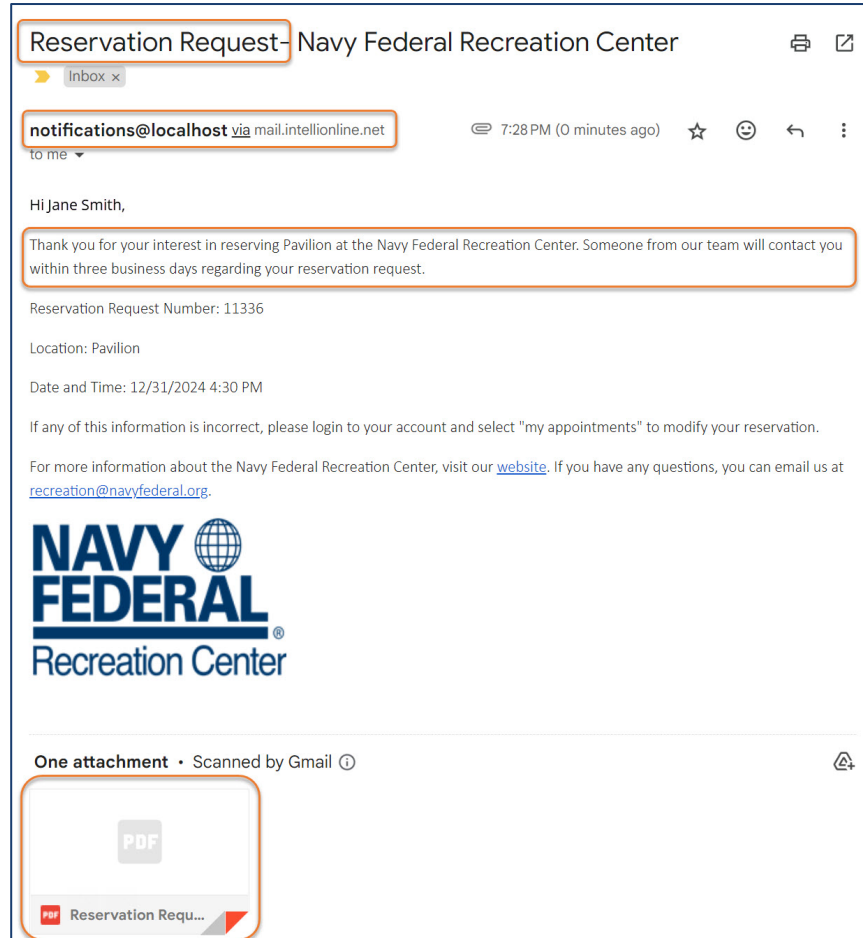 Reservation Request- Navy Federal Recreation Center
Inbox ×
notifications@localhost via mail.intellionline.net 7:28 PM (0 minutes ago)
to me
Hi Jane Smith,
Thank you for your interest in reserving Pavilion at the Navy Federal Recreation Center. Someone from our team will contact you
within three business days regarding your reservation request.
Reservation Request Number: 11336
Location: Pavilion
Date and Time: 12/31/2024 4:30 PM
If any of this information is incorrect, please login to your account and select "my appointments" to modify your reservation.
For more information about the Navy Federal Recreation Center, visit our website. If you have any questions, you can email us at
recreation@navyfederal.org.
NAVY
FEDERAL
®
Recreation Center
One attachment • Scanned by Gmail
PDF
PDF Reservation Requ...